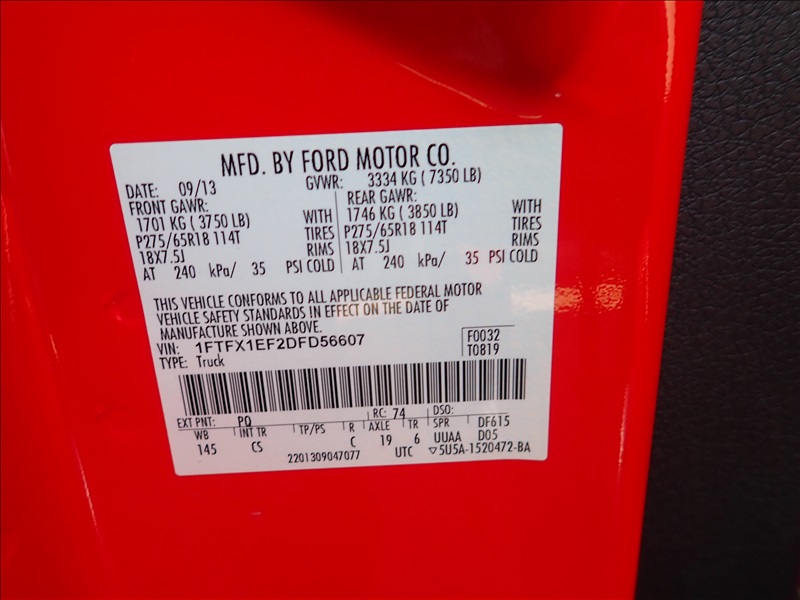 MFD. BY FORD MOTOR CO.
DATE: 09/13 GVWR: 3334 KG ( 7350 LB)
FRONT GAWR: REAR GAWR:
1701 KG ( 3750 LB) WITH 1746 KG ( 3850 LB) WITH
P275/65R18 114T TIRES P275/65R18 114T TIRES
18X7.5J RIMS 18X7.5J RIMS
AT 240 kPa/ 35 PSI COLD AT 240 kPa/ 35 PSI COLD
THIS VEHICLE CONFORMS TO ALL APPLICABLE FEDERAL MOTOR
VEHICLE SAFETY STANDARDS IN EFFECT ON THE DATE OF
MANUFACTURE SHOWN ABOVE.
VIN: 1FTFX1EF2DFD56607 F0032
TYPE: Truck T0819
EXT PNT: PQ RC: 74 DSO:
WB INT TR TP/PS R AXLE TR SPR DF615
145 CS C 19 6 UUAA D05
2201309047077 UTC ▽5U5A-1520472-BA